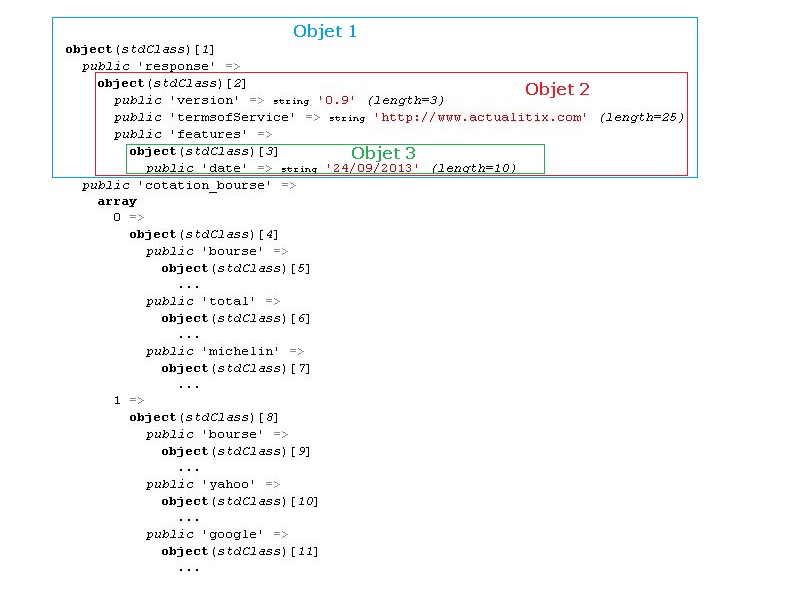 Objet 1
object(stdClass)[1]
public 'response' =>
object(stdClass)[2]
Objet 2
public 'version' => string '0.9' (length=3)
public 'termsofService' => string 'http://www.actualitix.com' (length=25)
public 'features' =>
object(stdClass)[3]
Objet 3
public 'date' => string '24/09/2013' (length=10)
public 'cotation_bourse' =>
array
0 =>
object(stdClass)[4]
public 'bourse' =>
object(stdClass)[5]
...
public 'total' =>
object(stdClass)[6]
...
public 'michelin' =>
object(stdClass)[7]
...
1 =>
object(stdClass)[8]
public 'bourse' =>
object(stdClass)[9]
...
public 'yahoo' =>
object(stdClass)[10]
...
public 'google' =>
object(stdClass)[11]
...